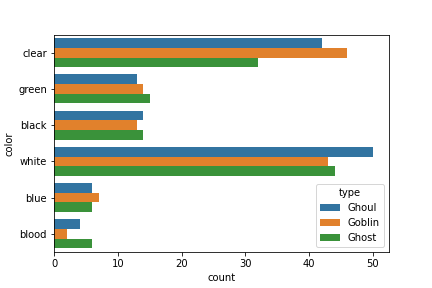 clear
green
black
white
blue
blood
color
0 10 20 30 40 50
count
type
Ghoul
Goblin
Ghost